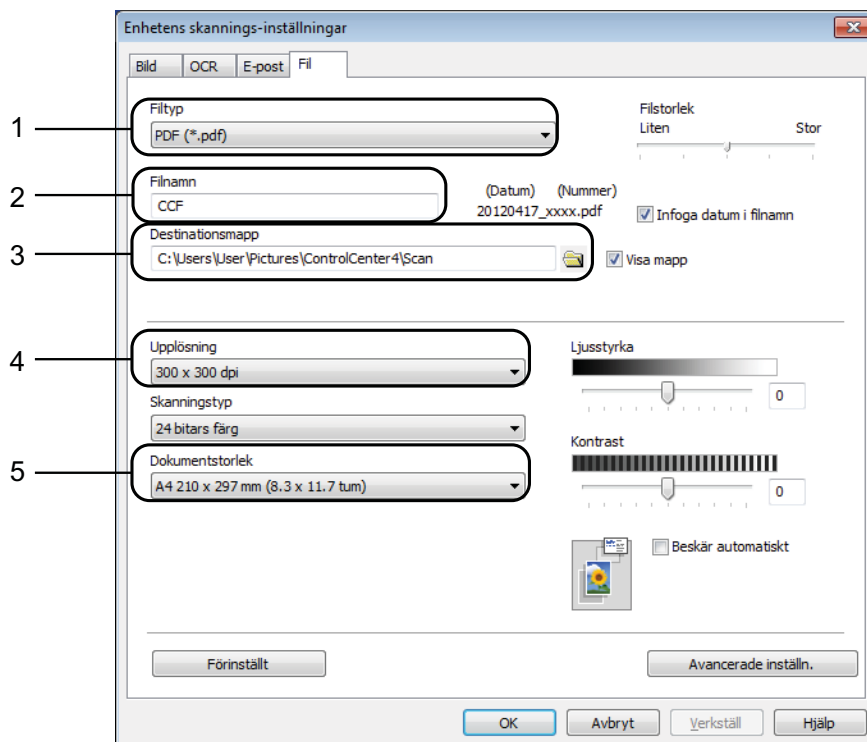 Enhetens skannings-inställningar
Bild OCR E-post Fil
1
Filtyp
PDF (*.pdf)
Filstorlek
Liten Stor
2
Filnamn
CCF
(Datum) (Nummer)
20120417_xxxx.pdf
Infoga datum i filnamn
3
Destinationsmapp
C:\Users\User\Pictures\ControlCenter4\Scan
Visa mapp
4
Upplösning
300 x 300 dpi
Ljusstyrka
0
Skanningstyp
24 bitars färg
Kontrast
0
5
Dokumentstorlek
A4 210 x 297 mm (8.3 x 11.7 tum)
Beskär automatiskt
Förinställt
Avancerade inställn.
OK Avbryt Verkställ Hjälp